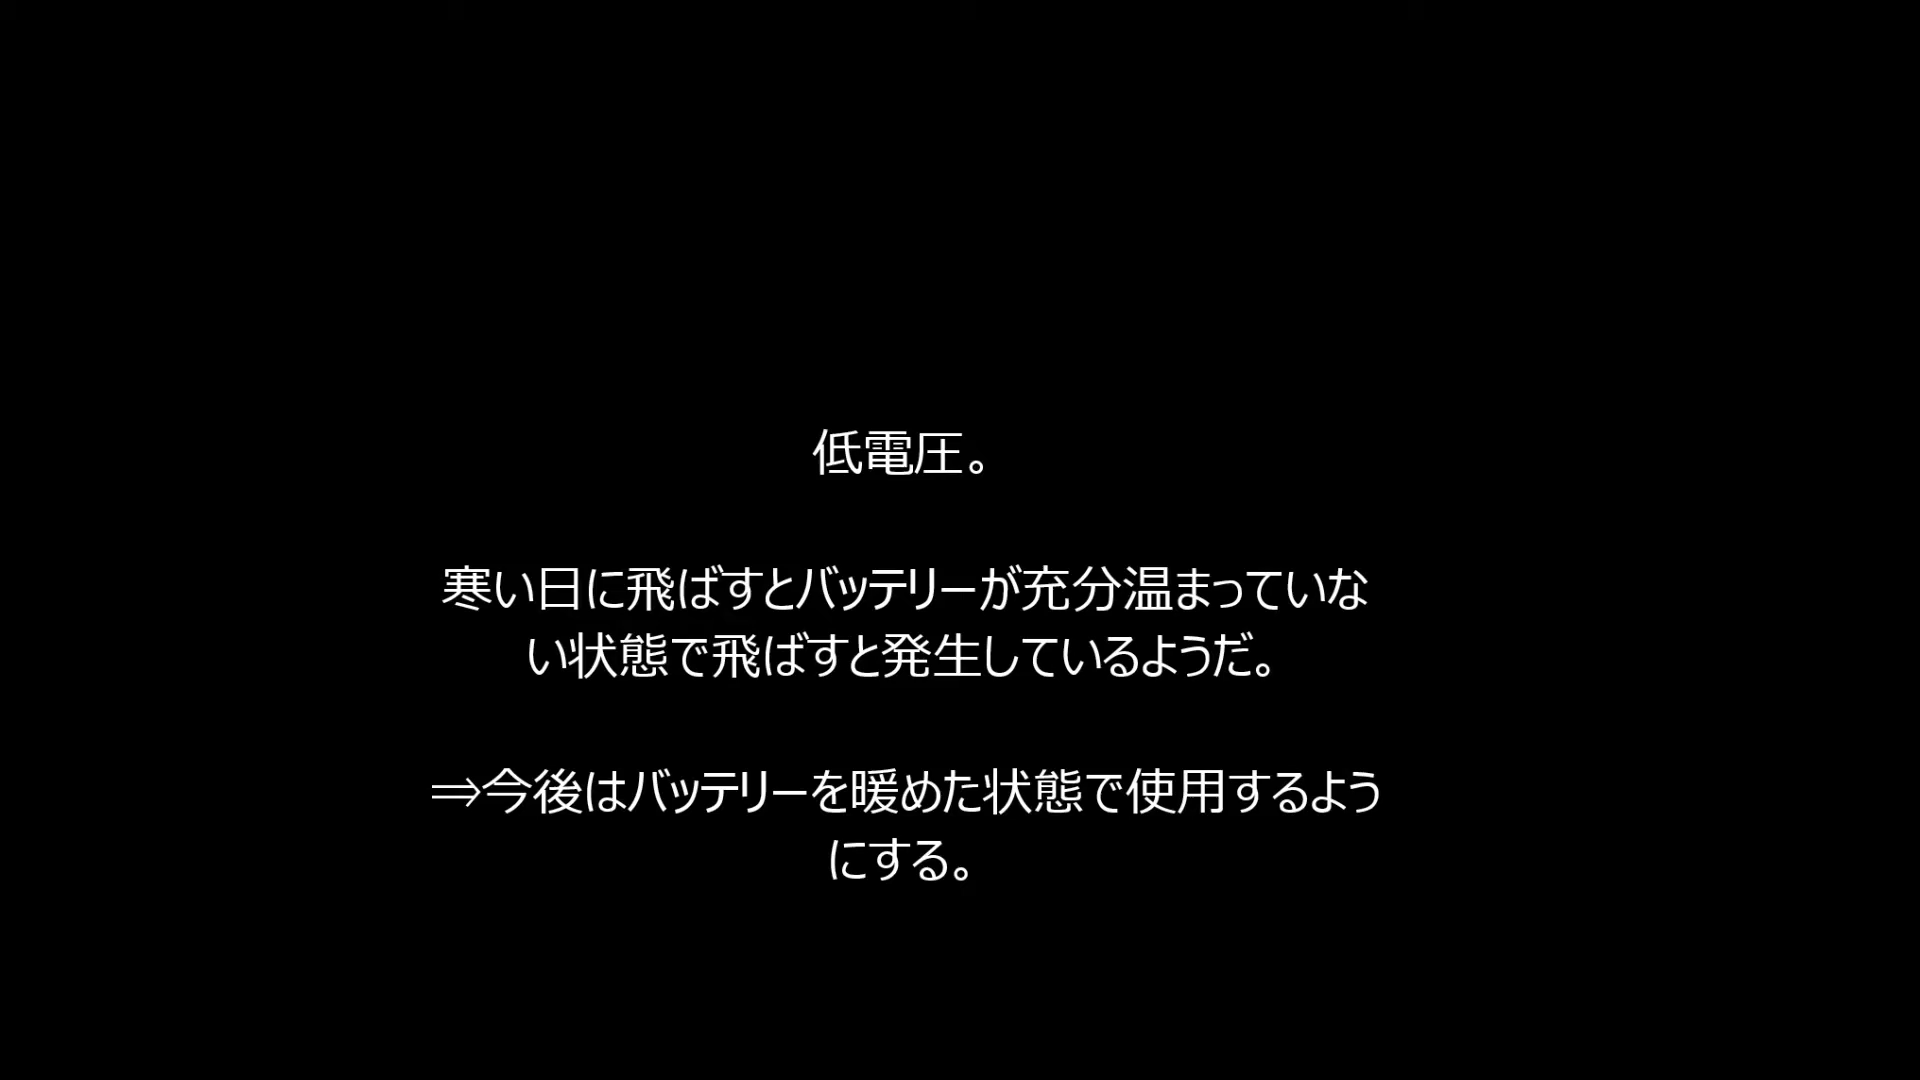 低電圧。
寒い日に飛ばすとバッテリーが充分温まっていな
い状態で飛ばすと発生しているようだ。
⇒今後はバッテリーを暖めた状態で使用するよう
にする。